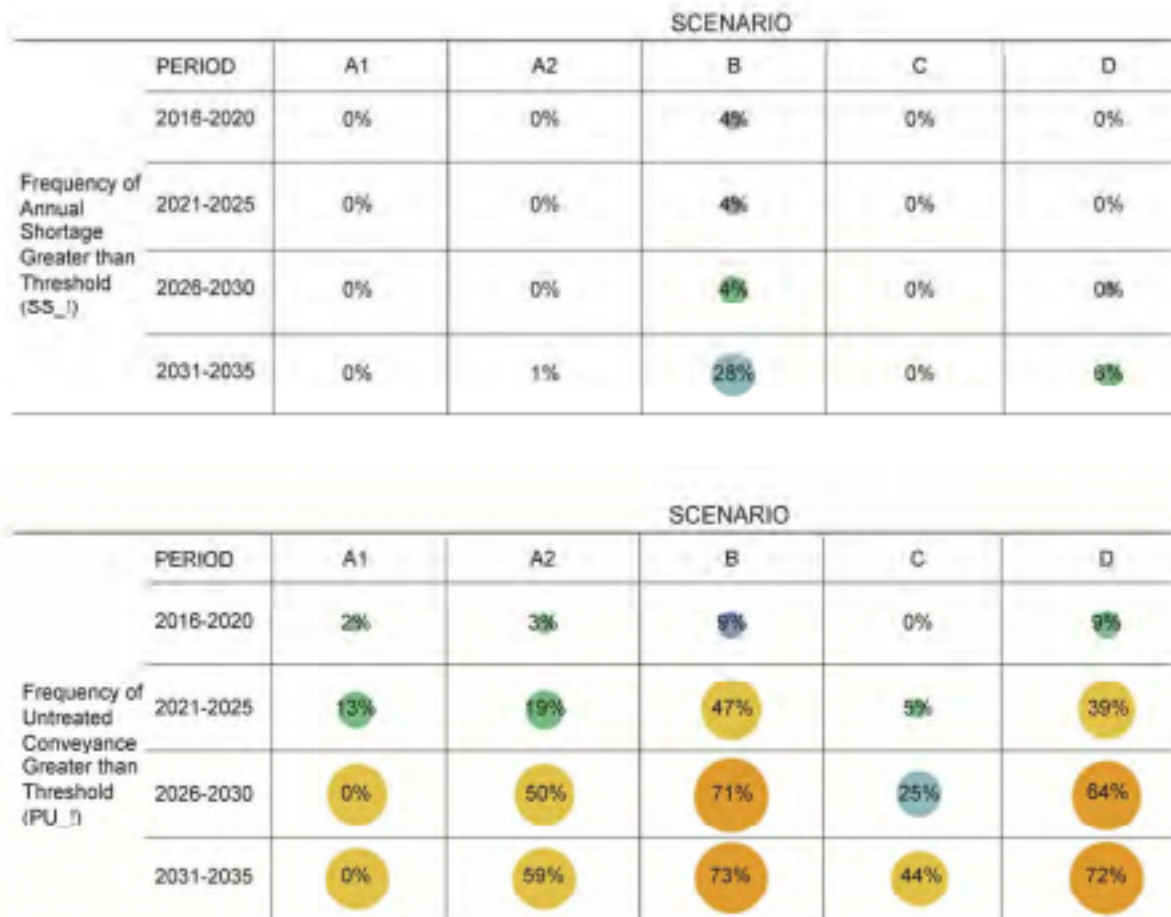 SCENARIO
PERIOD A1 A2 B C D
2016-2020 0% 0% 4% 0% 0%
Frequency of
Annual
Shortage
Greater than
Threshold
(SS_!)
2021-2025 0% 0% 4% 0% 0%
2026-2030 0% 0% 4% 0% 0%
2031-2035 0% 1% 28% 0% 6%
SCENARIO
PERIOD A1 A2 B C D
2016-2020 2% 3% 9% 0% 9%
Frequency of
Untreated
Conveyance
Greater than
Threshold
(PU_!)
2021-2025 13% 19% 47% 5% 39%
2026-2030 0% 50% 71% 25% 64%
2031-2035 0% 59% 73% 44% 72%